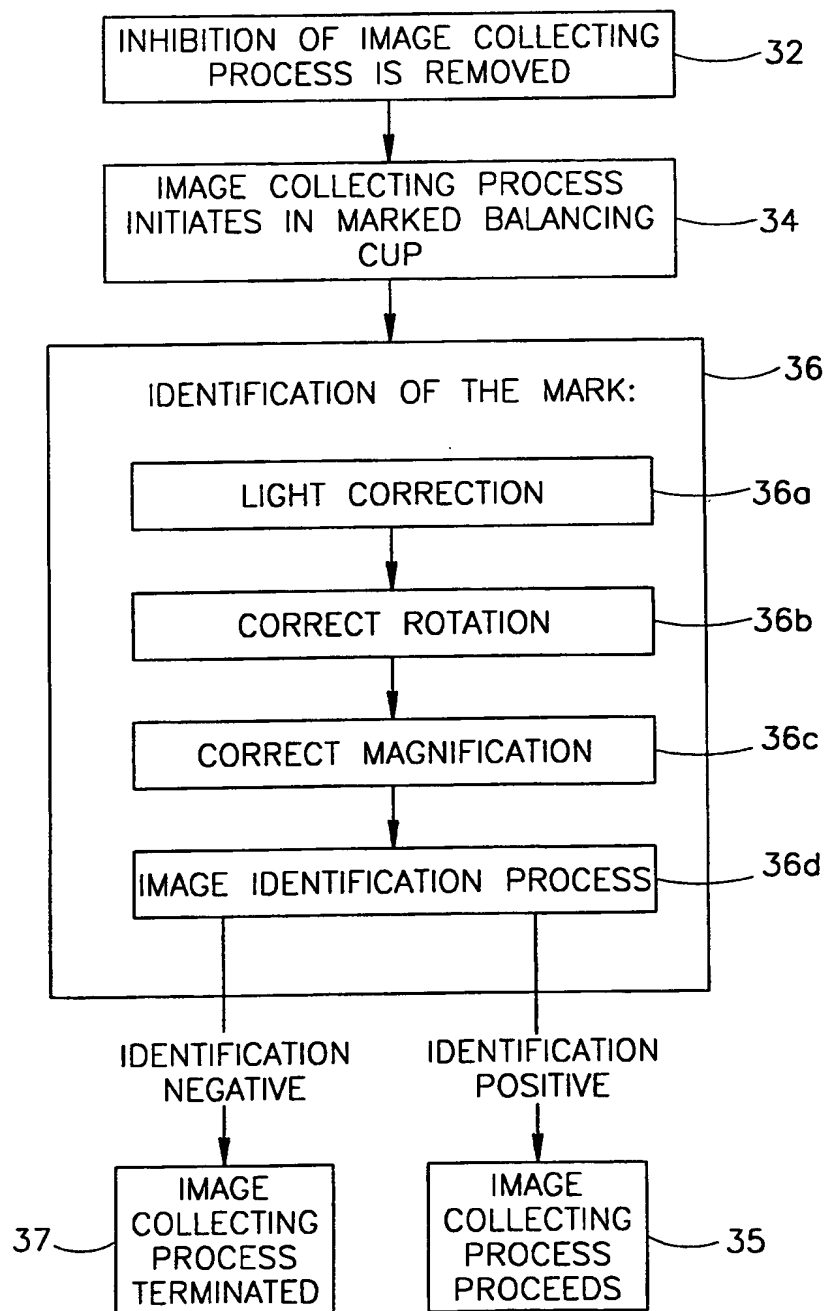 INHIBITION OF IMAGE COLLECTING
PROCESS IS REMOVED
32
IMAGE COLLECTING PROCESS
INITIATES IN MARKED BALANCING
CUP
34
36
IDENTIFICATION OF THE MARK:
LIGHT CORRECTION
36a
CORRECT ROTATION
36b
CORRECT MAGNIFICATION
36c
IMAGE IDENTIFICATION PROCESS
36d
IDENTIFICATION
NEGATIVE
IDENTIFICATION
POSITIVE
37
IMAGE
COLLECTING
PROCESS
TERMINATED
IMAGE
COLLECTING
PROCESS
PROCEEDS
35